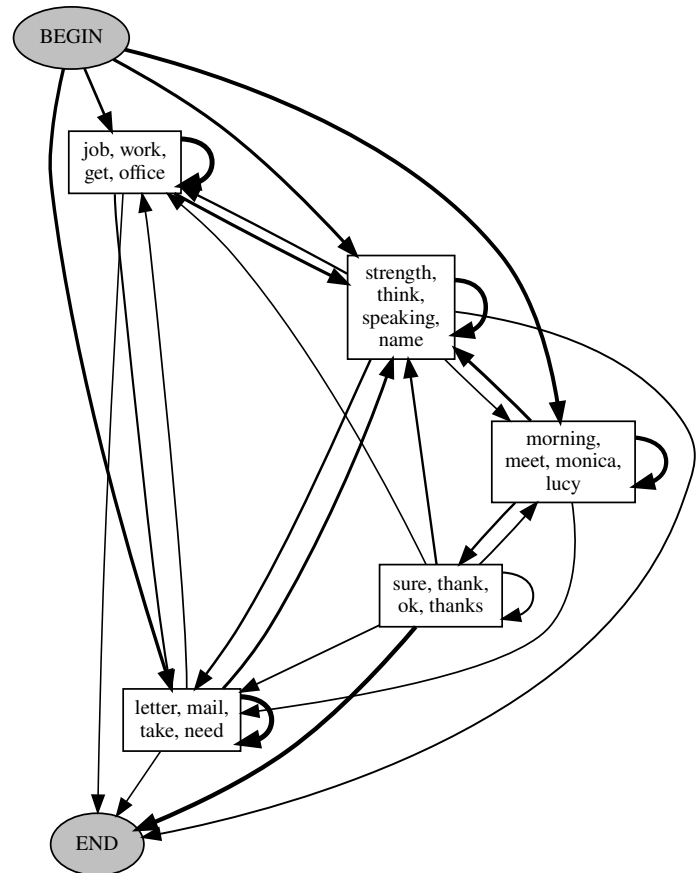 BEGIN
job, work,
get, office
strength,
think,
speaking,
name
morning,
meet, monica,
lucy
sure, thank,
ok, thanks
letter, mail,
take, need
END